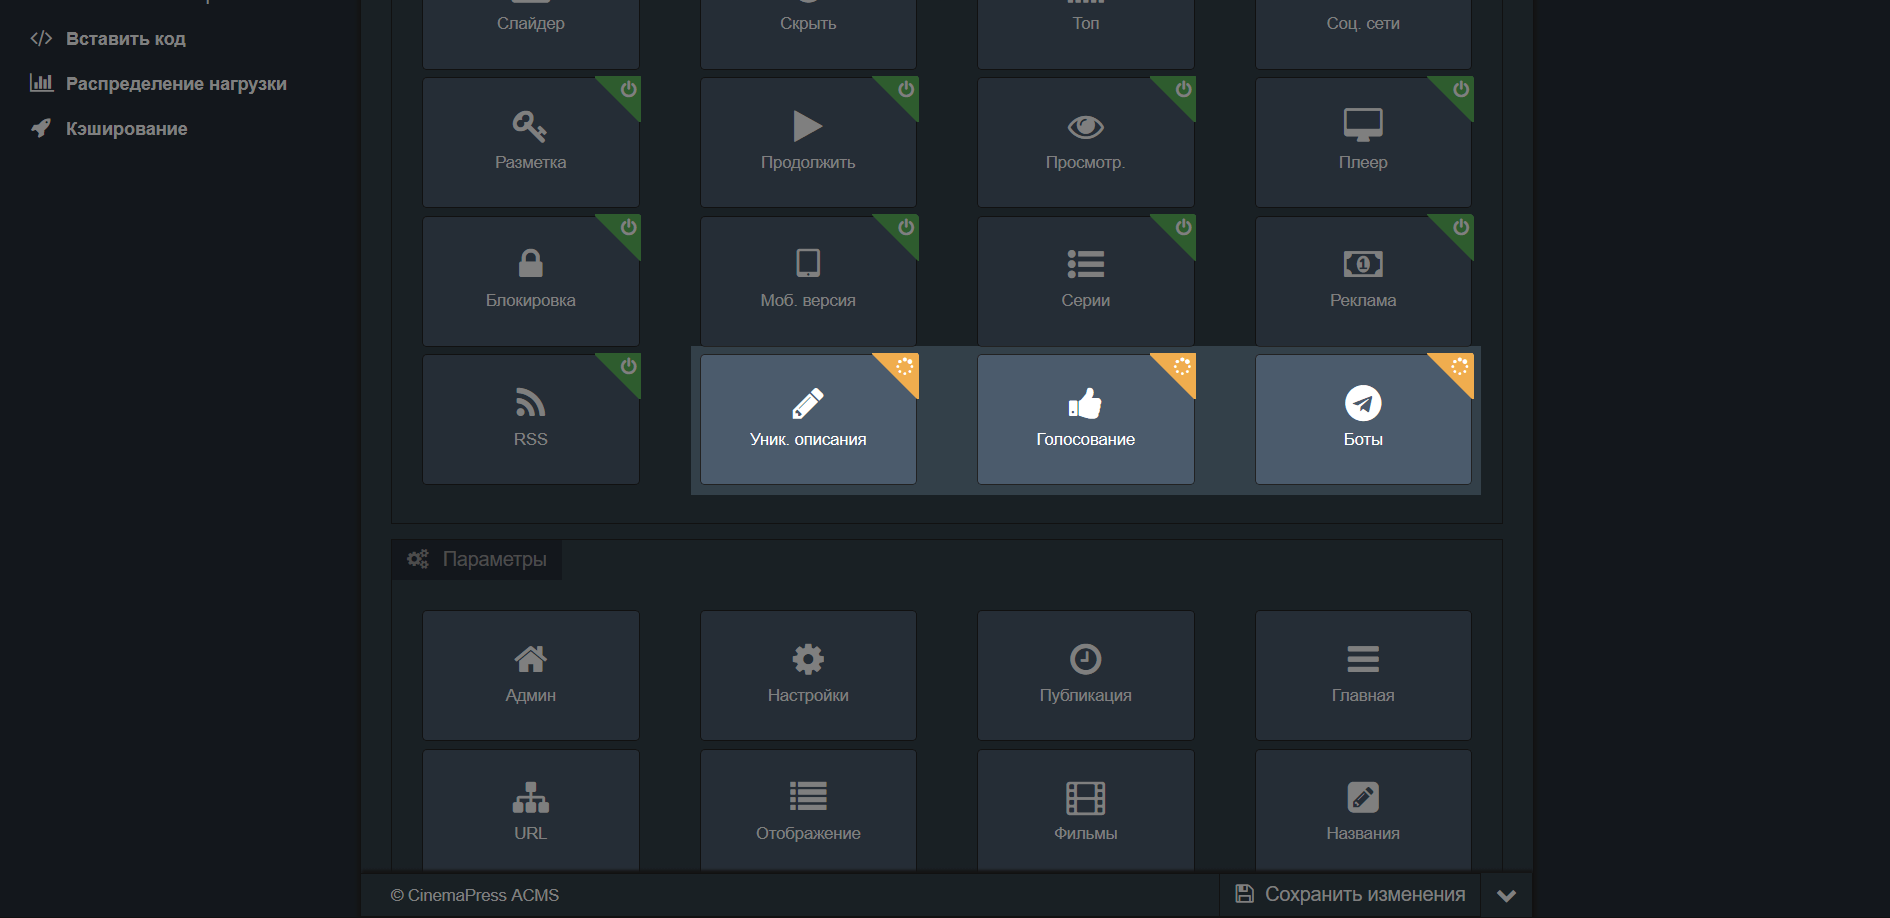 Вставить код
Распределение нагрузки
Кэширование
Слайдер
Скрыть
Топ
Соц. сети
Разметка
Продолжить
Просмотр.
Плеер
Блокировка
Моб. версия
Серии
Реклама
RSS
Уник. описания
Голосование
Боты
Параметры
Админ
Настройки
Публикация
Главная
URL
Отображение
Фильмы
Названия
© CinemaPress ACMS
Сохранить изменения